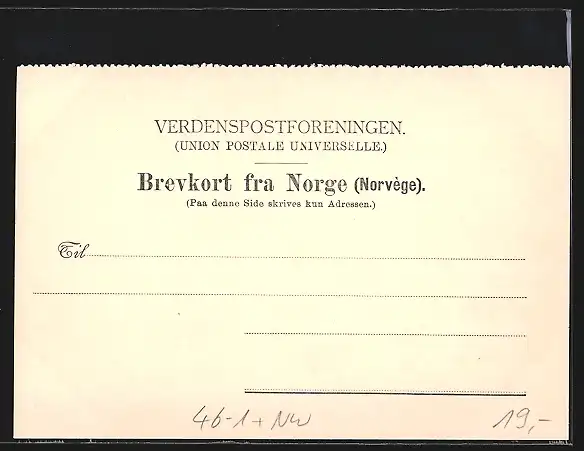 VERDENSPOSTFORENINGEN.
(UNION POSTALE UNIVERSELLE.)
Brevkort fra Norge (Norvège).
(Paa denne Side skrives kun Adressen.)
Til
46-1+NW 19,-